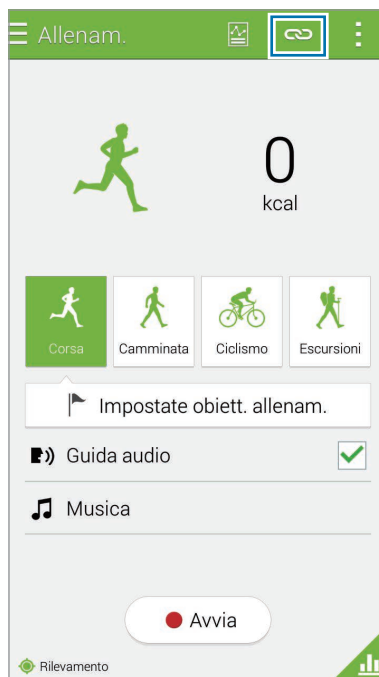 Allenam.
0
kcal
Corsa
Camminata
Ciclismo
Escursioni
Impostate obiett. allenam.
Guida audio
Musica
Avvia
Rilevamento